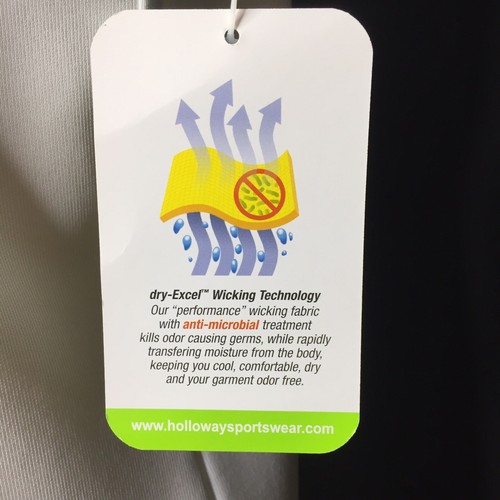 dry-Excel™ Wicking Technology
Our “performance” wicking fabric
with anti-microbial treatment
kills odor causing germs, while rapidly
transfering moisture from the body,
keeping you cool, comfortable, dry
and your garment odor free.
www.hollowaysportswear.com